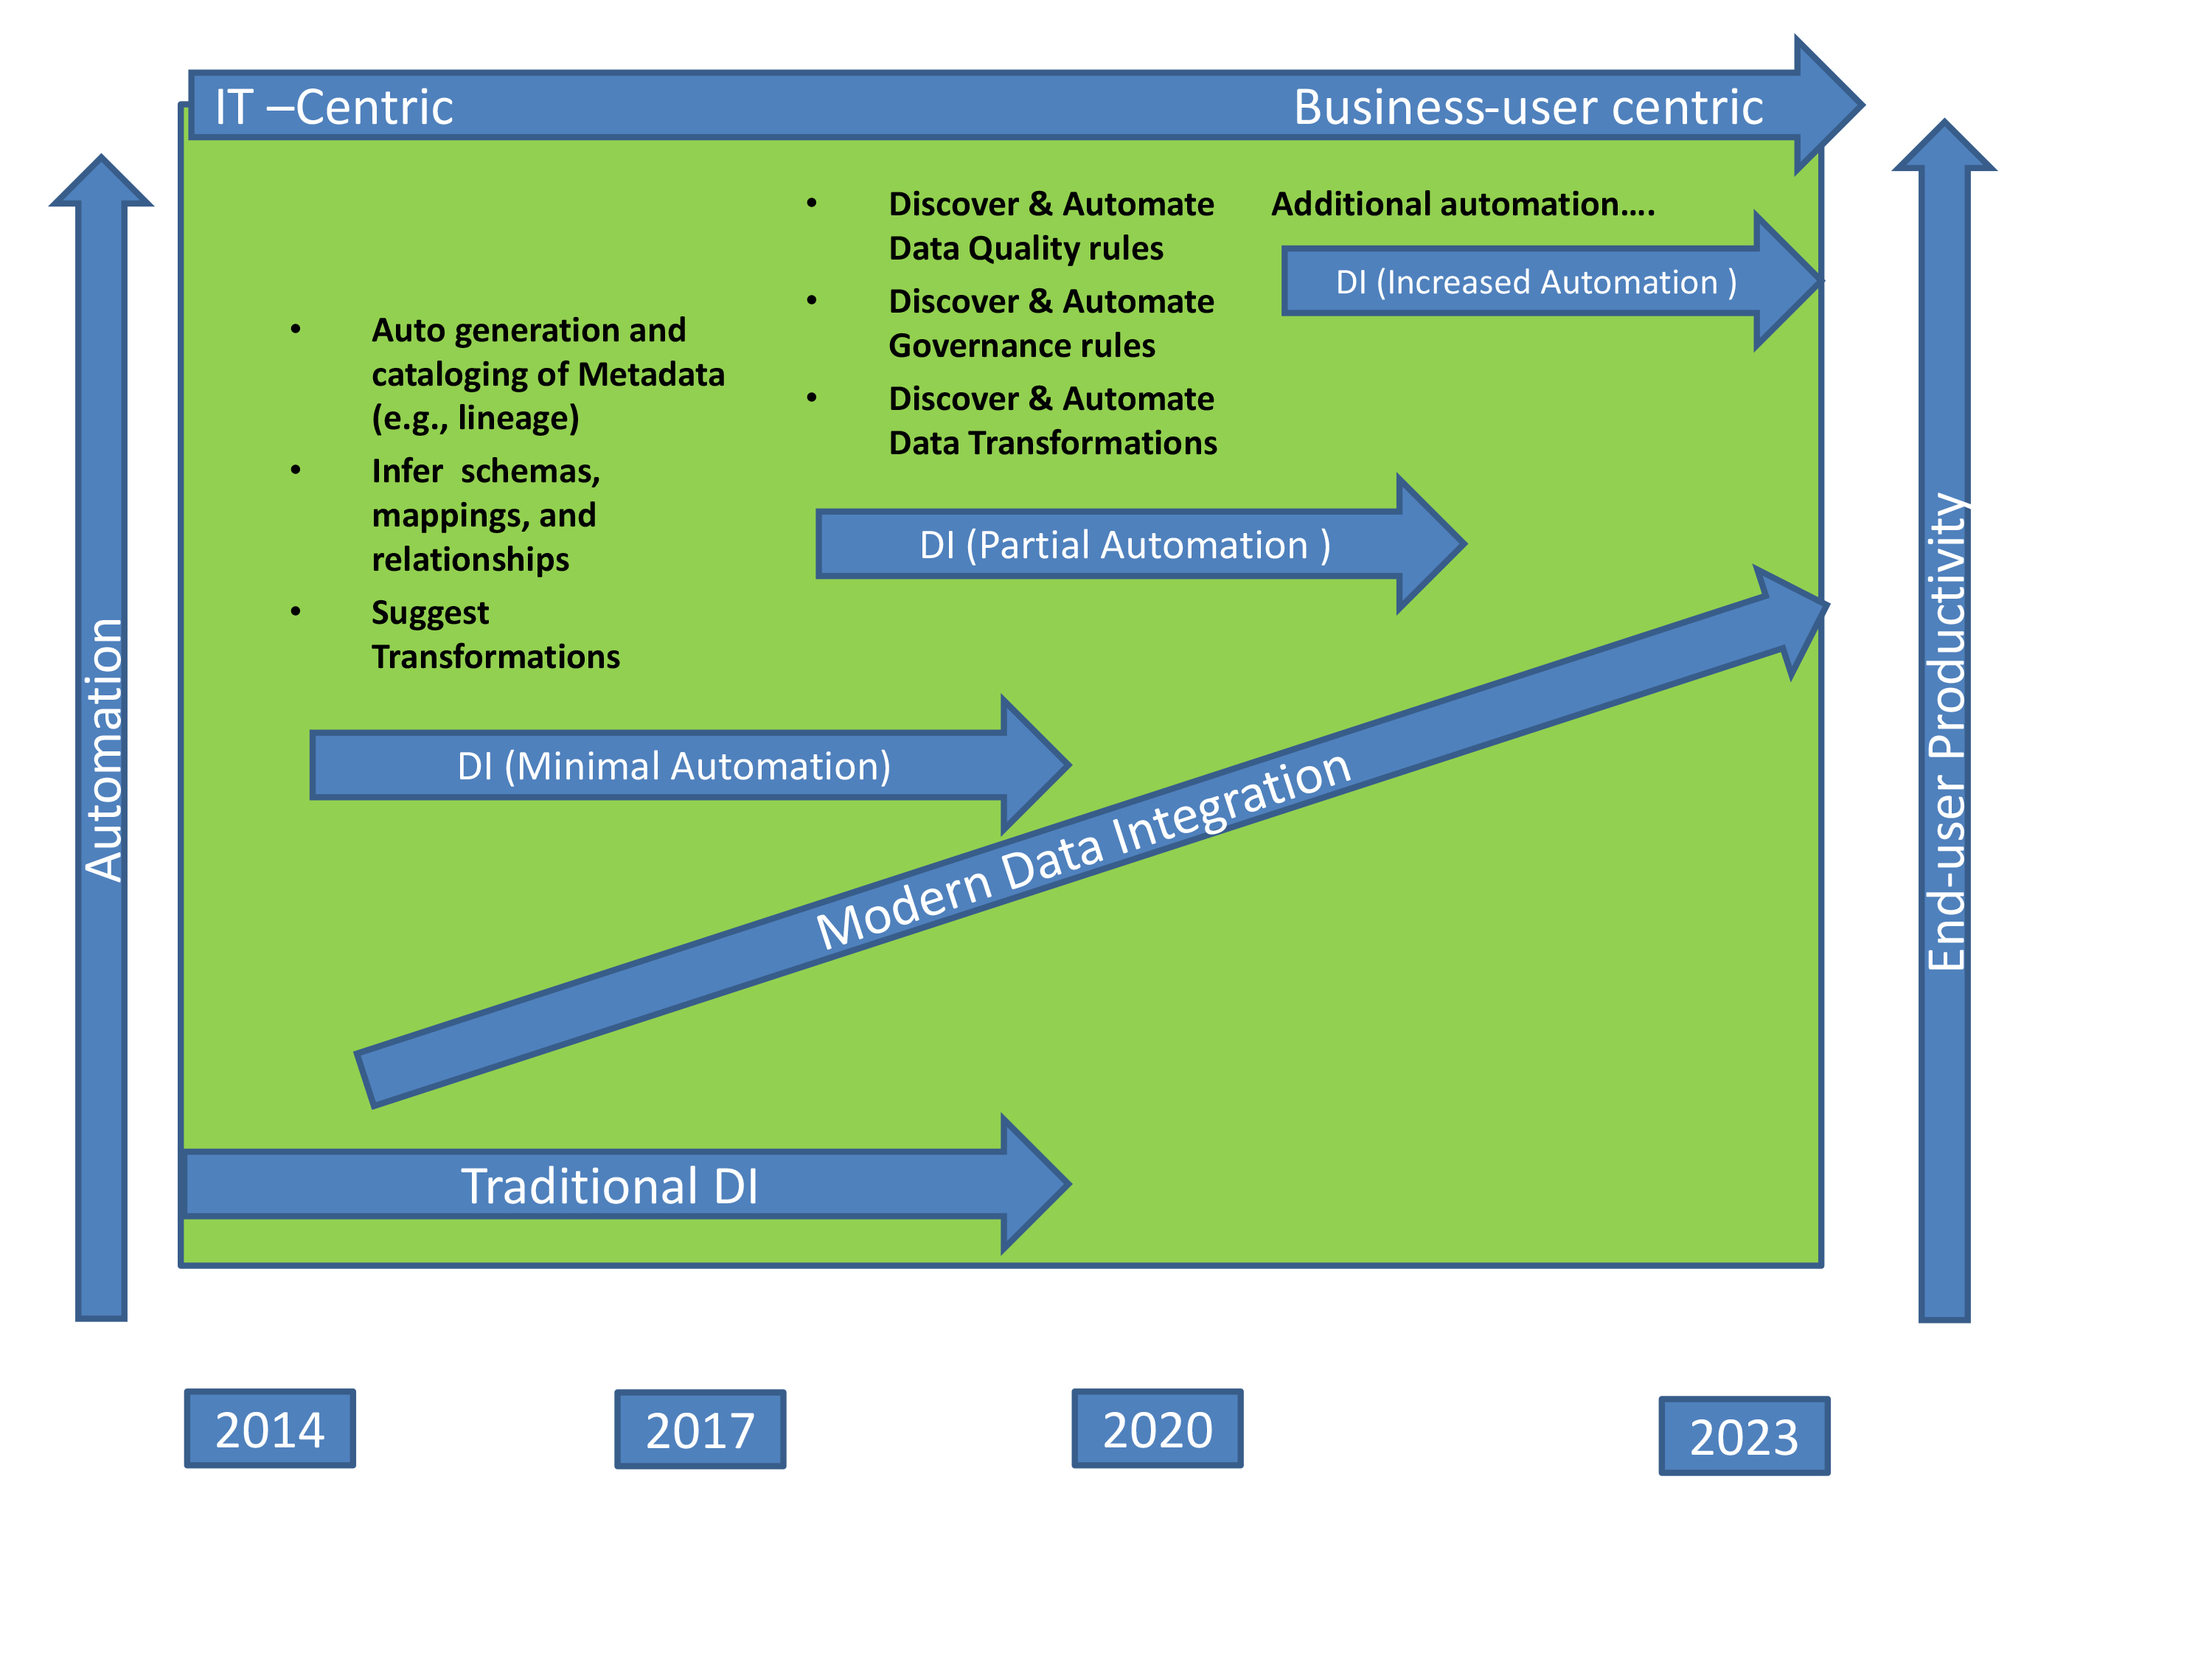 IT –Centric
Business-user centric
• Discover & Automate
Data Quality rules
• Discover & Automate
Governance rules
• Discover & Automate
Data Transformations
Additional automation....
DI (Increased Automation )
• Auto generation and
cataloging of Metadata
(e.g., lineage)
• Infer  schemas,
mappings, and
relationships
• Suggest
Transformations
DI (Partial Automation )
DI (Minimal Automation)
Modern Data Integration
Traditional DI
Automation
End-user Productivity
2014
2017
2020
2023